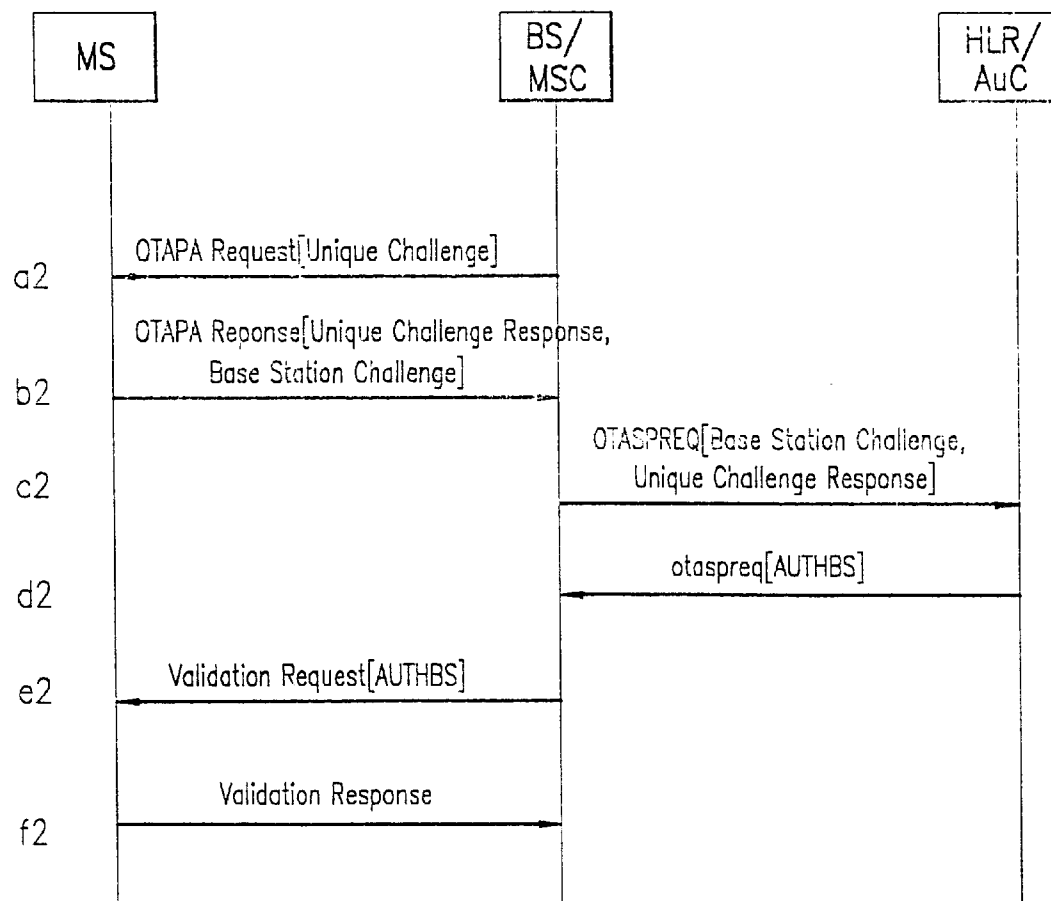 MS
BS/
MSC
HLR/
AuC
OTAPA Request[Unique Challenge]
a2
OTAPA Reponse[Unique Challenge Response,
Base Station Challenge]
b2
OTASPREQ[Base Station Challenge,
Unique Challenge Response]
c2
otaspreq[AUTHBS]
d2
Validation Request[AUTHBS]
e2
Validation Response
f2